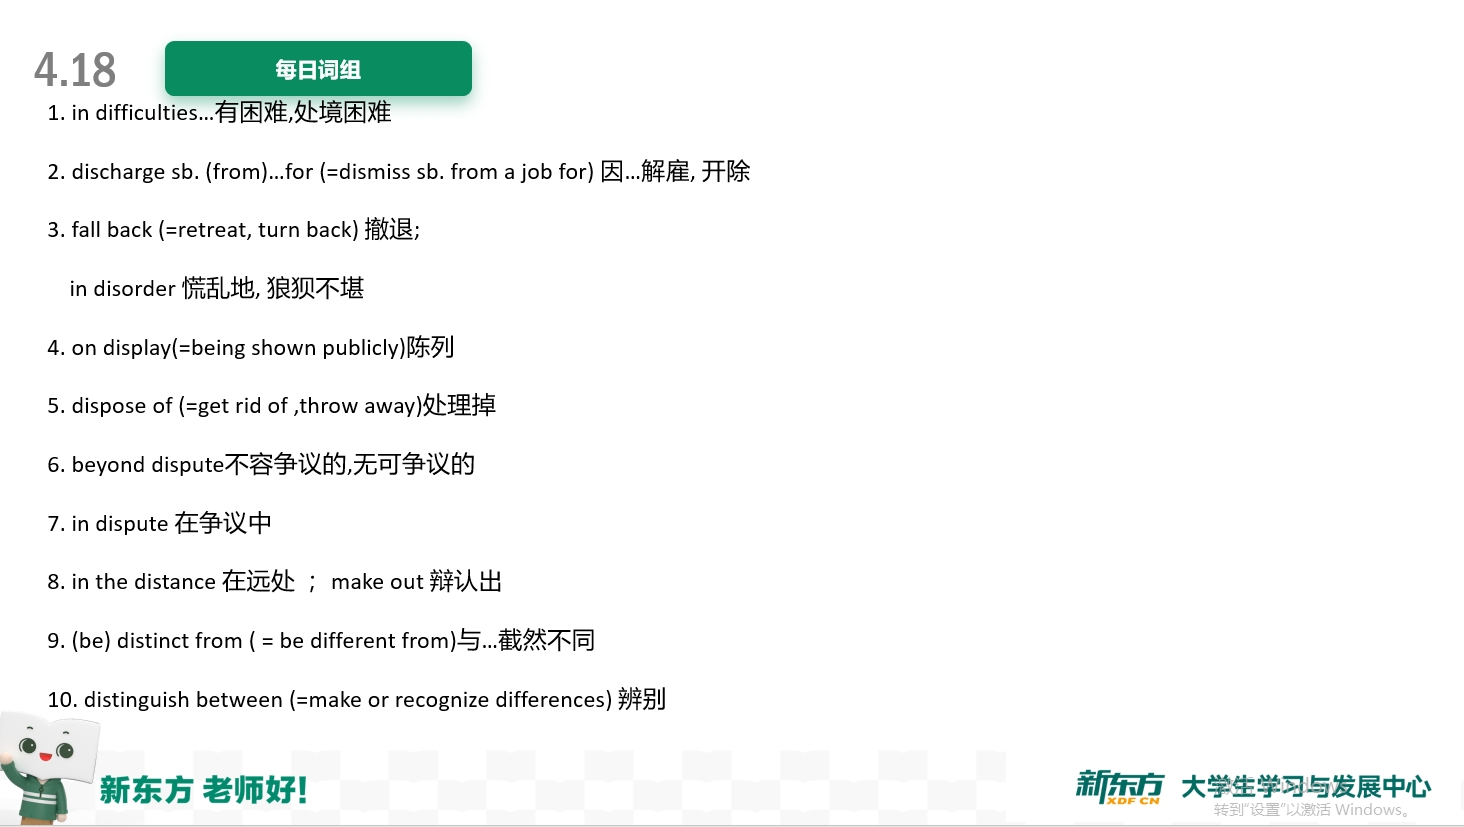 4.18
每日词组
1. in difficulties...有困难,处境困难
2. discharge sb. (from)...for (=dismiss sb. from a job for) 因...解雇, 开除
3. fall back (=retreat, turn back) 撤退;
in disorder 慌乱地, 狼狈不堪
4. on display(=being shown publicly)陈列
5. dispose of (=get rid of ,throw away)处理掉
6. beyond dispute不容争议的,无可争议的
7. in dispute 在争议中
8. in the distance 在远处 ； make out 辩认出
9. (be) distinct from ( = be different from)与...截然不同
10. distinguish between (=make or recognize differences) 辨别
新东方 老师好!
新东方 XDF CN 大学生学习与发展中心
激活 Windows
转到“设置”以激活 Windows。